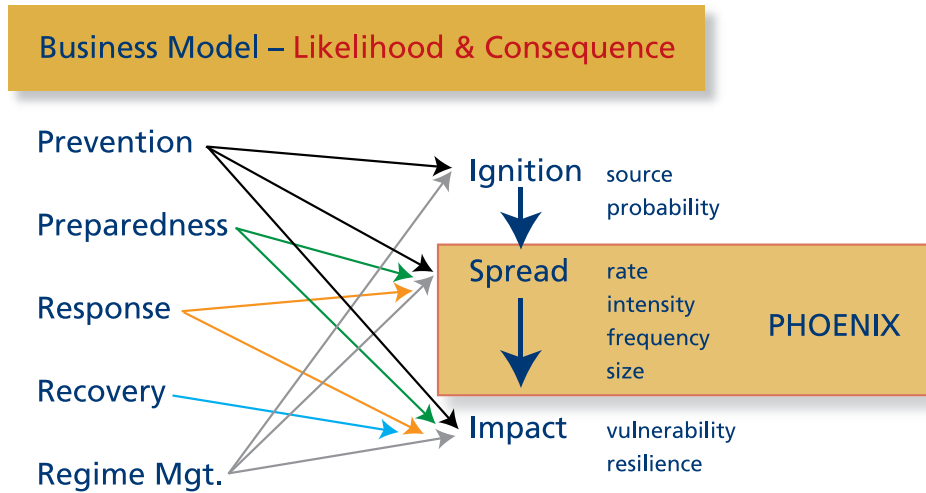 Business Model – Likelihood & Consequence
Prevention
Preparedness
Response
Recovery
Regime Mgt.
Ignition
source
probability
Spread
rate
intensity
frequency
size
PHOENIX
Impact
vulnerability
resilience